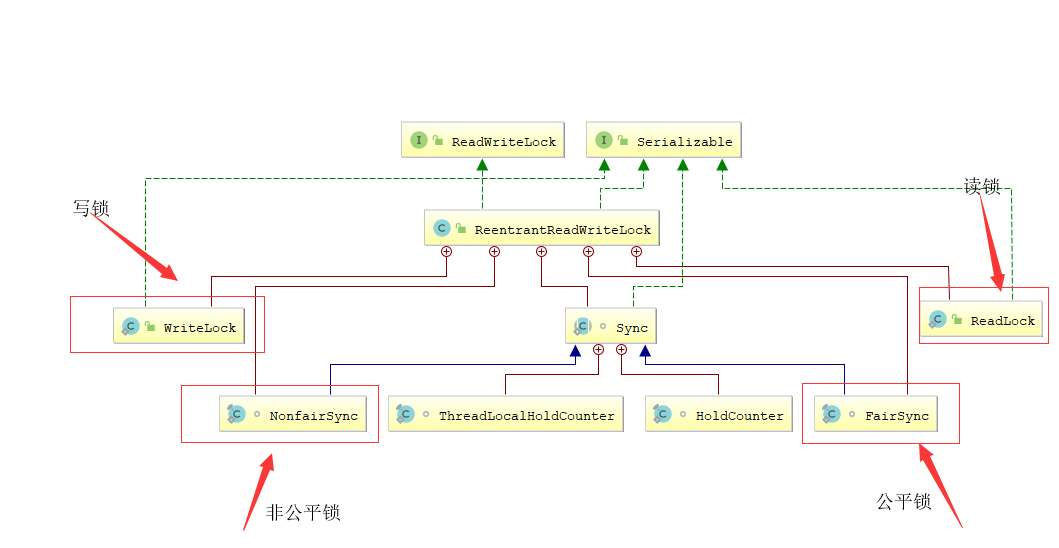 ReadWriteLock
Serializable
读锁
写锁
ReentrantReadWriteLock
WriteLock
Sync
ReadLock
NonfairSync
ThreadLocalHoldCounter
HoldCounter
FairSync
非公平锁
公平锁